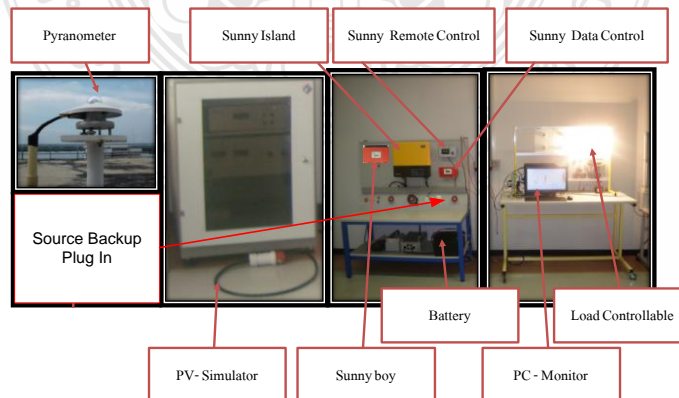 Pyranometer
Sunny Island
Sunny Remote Control
Sunny Data Control
Source Backup
Plug In
Battery
Load Controllable
PV- Simulator
Sunny boy
PC - Monitor